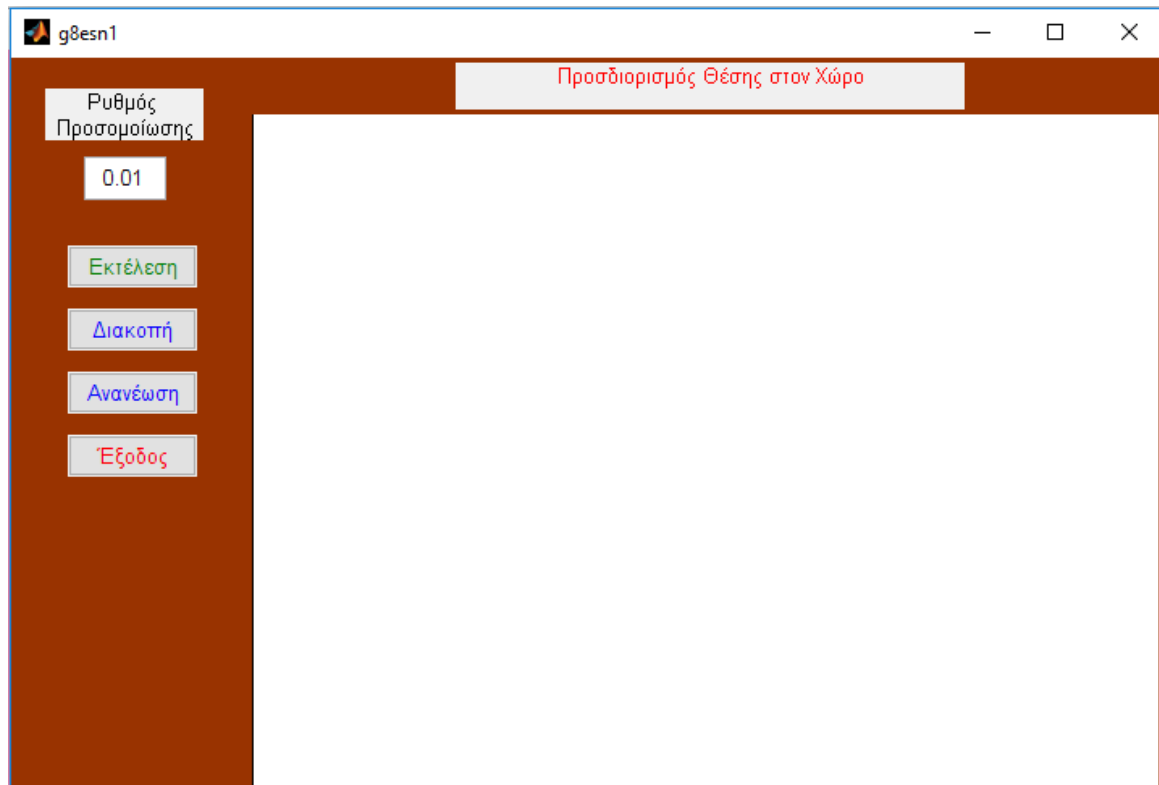 g8esn1
Προσδιορισμός Θέσης στον Χώρο
Ρυθμός
Προσομοίωσης
0.01
Εκτέλεση
Διακοπή
Ανανέωση
Έξοδος